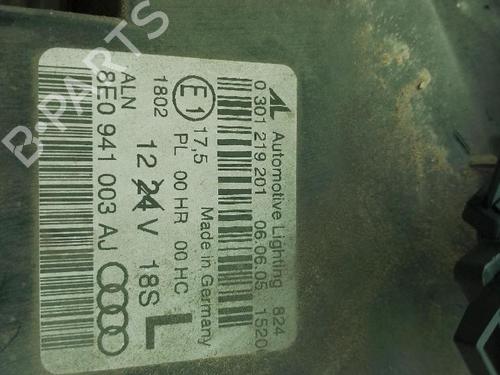 Automotive Lighting 824
0 301 219 201 06.06.05
E1 17,5 Made in Germany
1802 PL 00 HR 00 HC
ALN 12 24 V 18S L
8E0 941 003 AJ
B-PARTS